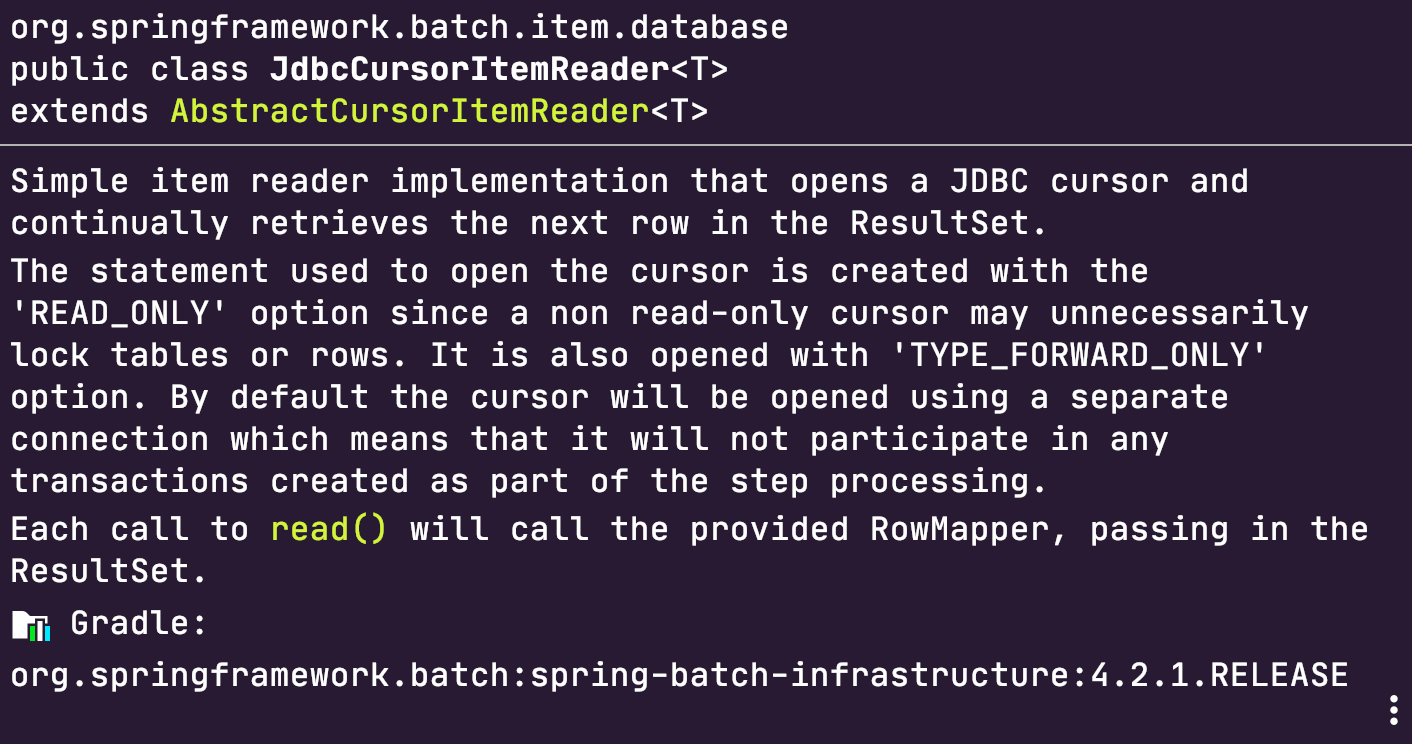 org.springframework.batch.item.database
public class JdbcCursorItemReader<T>
extends AbstractCursorItemReader<T>
Simple item reader implementation that opens a JDBC cursor and
continually retrieves the next row in the ResultSet.
The statement used to open the cursor is created with the
'READ_ONLY' option since a non read-only cursor may unnecessarily
lock tables or rows. It is also opened with 'TYPE_FORWARD_ONLY'
option. By default the cursor will be opened using a separate
connection which means that it will not participate in any
transactions created as part of the step processing.
Each call to read() will call the provided RowMapper, passing in the
ResultSet.
Gradle:
org.springframework.batch:spring-batch-infrastructure:4.2.1.RELEASE